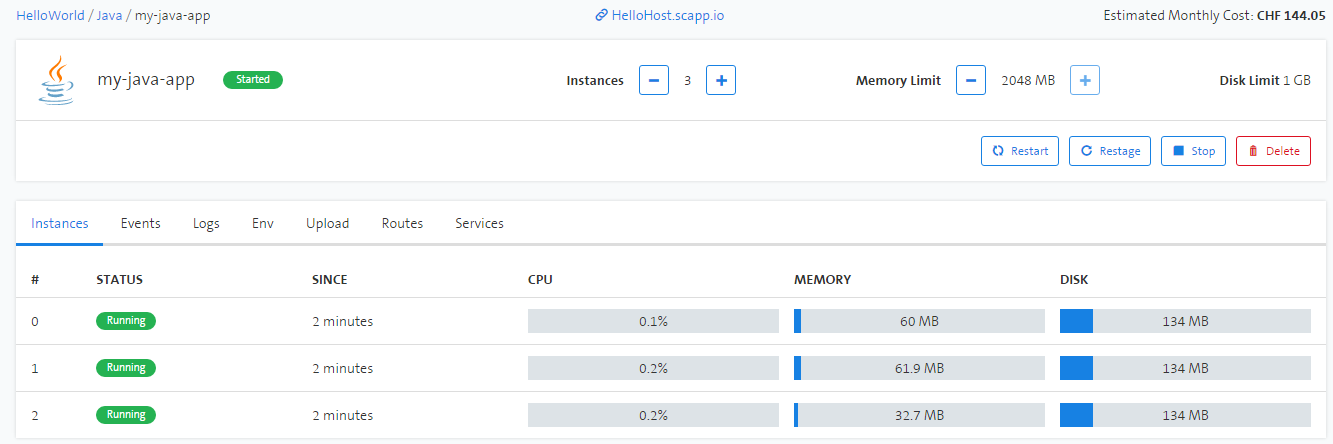 HelloWorld / Java / my-java-app HelloHost.scapp.io Estimated Monthly Cost: CHF 144.05
my-java-app Started Instances 3 Memory Limit 2048 MB Disk Limit 1 GB
Restart Restage Stop Delete
Instances Events Logs Env Upload Routes Services
# STATUS SINCE CPU MEMORY DISK
0 Running 2 minutes 0.1% 60 MB 134 MB
1 Running 2 minutes 0.2% 61.9 MB 134 MB
2 Running 2 minutes 0.2% 32.7 MB 134 MB